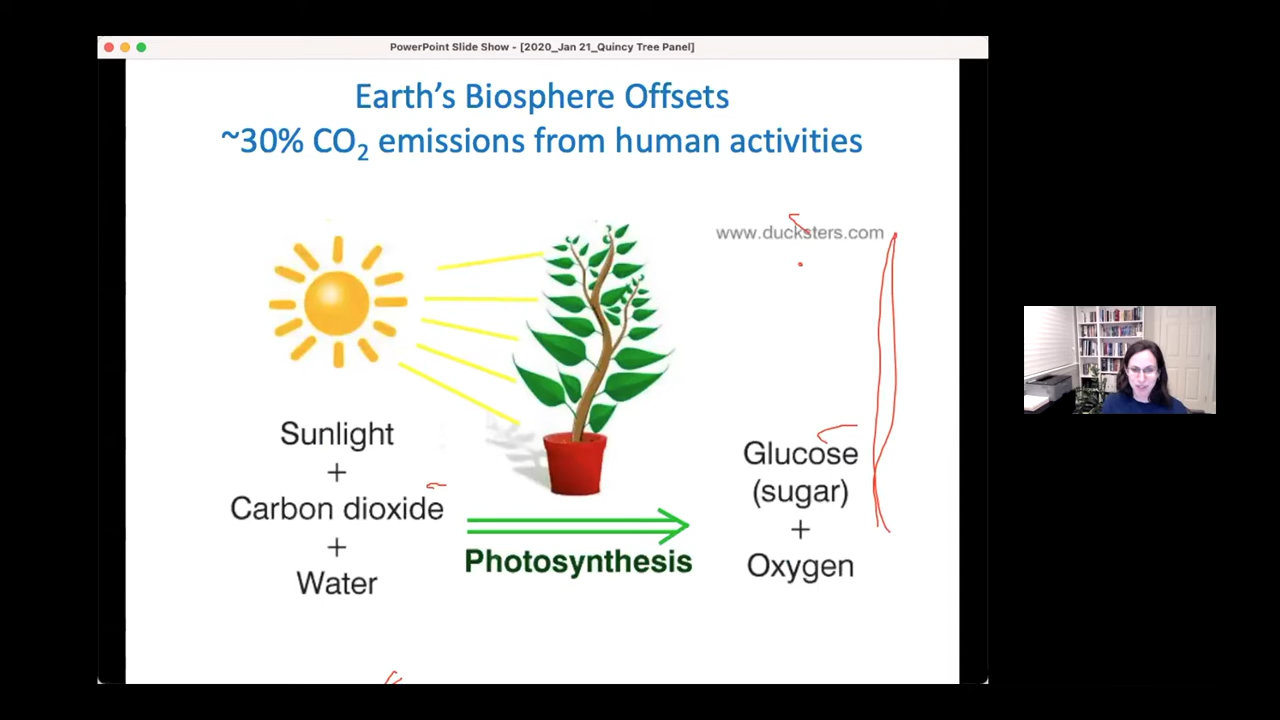 PowerPoint Slide Show - [2020_Jan 21_Quincy Tree Panel]
Earth’s Biosphere Offsets
~30% CO₂ emissions from human activities
www.ducksters.com
Sunlight
+
Carbon dioxide
+
Water
Photosynthesis
Glucose
(sugar)
+
Oxygen